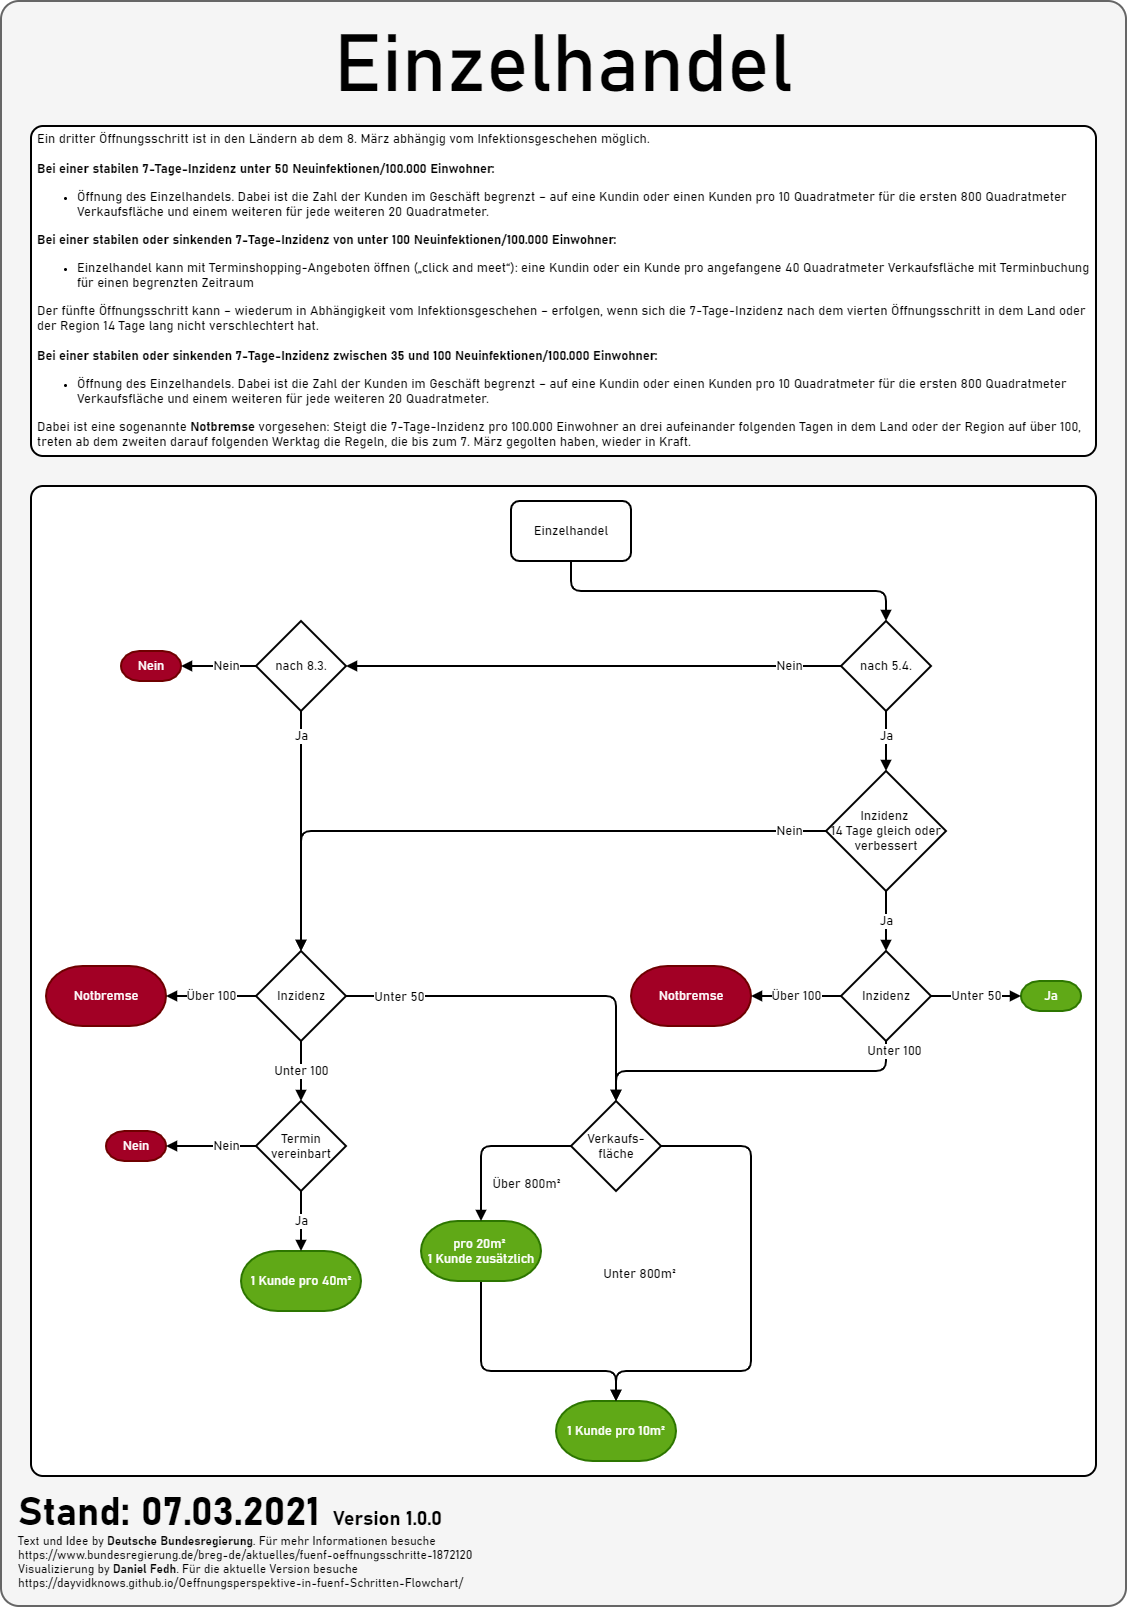 Einzelhandel
Ein dritter Öffnungsschritt ist in den Ländern ab dem 8. März abhängig vom Infektionsgeschehen möglich.
Bei einer stabilen 7-Tage-Inzidenz unter 50 Neuinfektionen/100.000 Einwohner:
• Öffnung des Einzelhandels. Dabei ist die Zahl der Kunden im Geschäft begrenzt – auf eine Kundin oder einen Kunden pro 10 Quadratmeter für die ersten 800 Quadratmeter
Verkaufsfläche und einem weiteren für jede weiteren 20 Quadratmeter.
Bei einer stabilen oder sinkenden 7-Tage-Inzidenz von unter 100 Neuinfektionen/100.000 Einwohner:
• Einzelhandel kann mit Terminshopping-Angeboten öffnen („click and meet“): eine Kundin oder ein Kunde pro angefangene 40 Quadratmeter Verkaufsfläche mit Terminbuchung
für einen begrenzten Zeitraum
Der fünfte Öffnungsschritt kann – wiederum in Abhängigkeit vom Infektionsgeschehen – erfolgen, wenn sich die 7-Tage-Inzidenz nach dem vierten Öffnungsschritt in dem Land oder
der Region 14 Tage lang nicht verschlechtert hat.
Bei einer stabilen oder sinkenden 7-Tage-Inzidenz zwischen 35 und 100 Neuinfektionen/100.000 Einwohner:
• Öffnung des Einzelhandels. Dabei ist die Zahl der Kunden im Geschäft begrenzt – auf eine Kundin oder einen Kunden pro 10 Quadratmeter für die ersten 800 Quadratmeter
Verkaufsfläche und einem weiteren für jede weiteren 20 Quadratmeter.
Dabei ist eine sogenannte Notbremse vorgesehen: Steigt die 7-Tage-Inzidenz pro 100.000 Einwohner an drei aufeinander folgenden Tagen in dem Land oder der Region auf über 100,
treten ab dem zweiten darauf folgenden Werktag die Regeln, die bis zum 7. März gegolten haben, wieder in Kraft.
Einzelhandel
Nein
Nein
nach 8.3.
Nein
nach 5.4.
Ja
Ja
Inzidenz
14 Tage gleich oder
verbessert
Nein
Ja
Notbremse
Über 100
Inzidenz
Unter 50
Notbremse
Über 100
Inzidenz
Unter 50
Ja
Unter 100
Unter 100
Nein
Nein
Termin
vereinbart
Verkaufs-
fläche
Über 800m²
Ja
pro 20m²
1 Kunde zusätzlich
Unter 800m²
1 Kunde pro 40m²
1 Kunde pro 10m²
Stand: 07.03.2021 Version 1.0.0
Text und Idee by Deutsche Bundesregierung. Für mehr Informationen besuche
https://www.bundesregierung.de/breg-de/aktuelles/fuenf-oeffnungsschritte-1872120
Visualizierung by Daniel Fedh. Für die aktuelle Version besuche
https://dayvidknows.github.io/Oeffnungsperspektive-in-fuenf-Schritten-Flowchart/